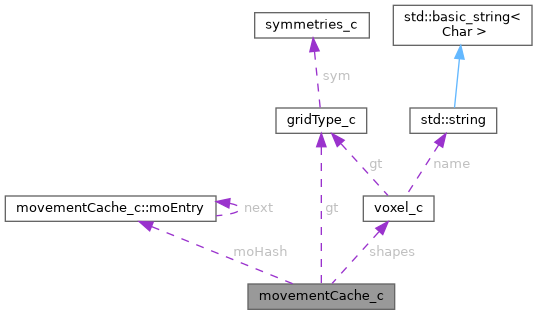 std::basic_string<
Char >
symmetries_c
sym
gridType_c
std::string
gt
name
movementCache_c::moEntry
next
gt
voxel_c
moHash
shapes
movementCache_c